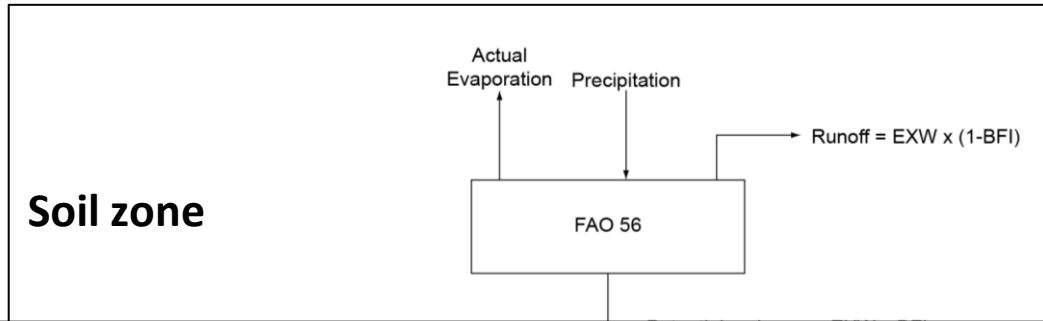 Actual
Evaporation
Precipitation
Runoff = EXW x (1-BFI)
Soil zone
FAO 56